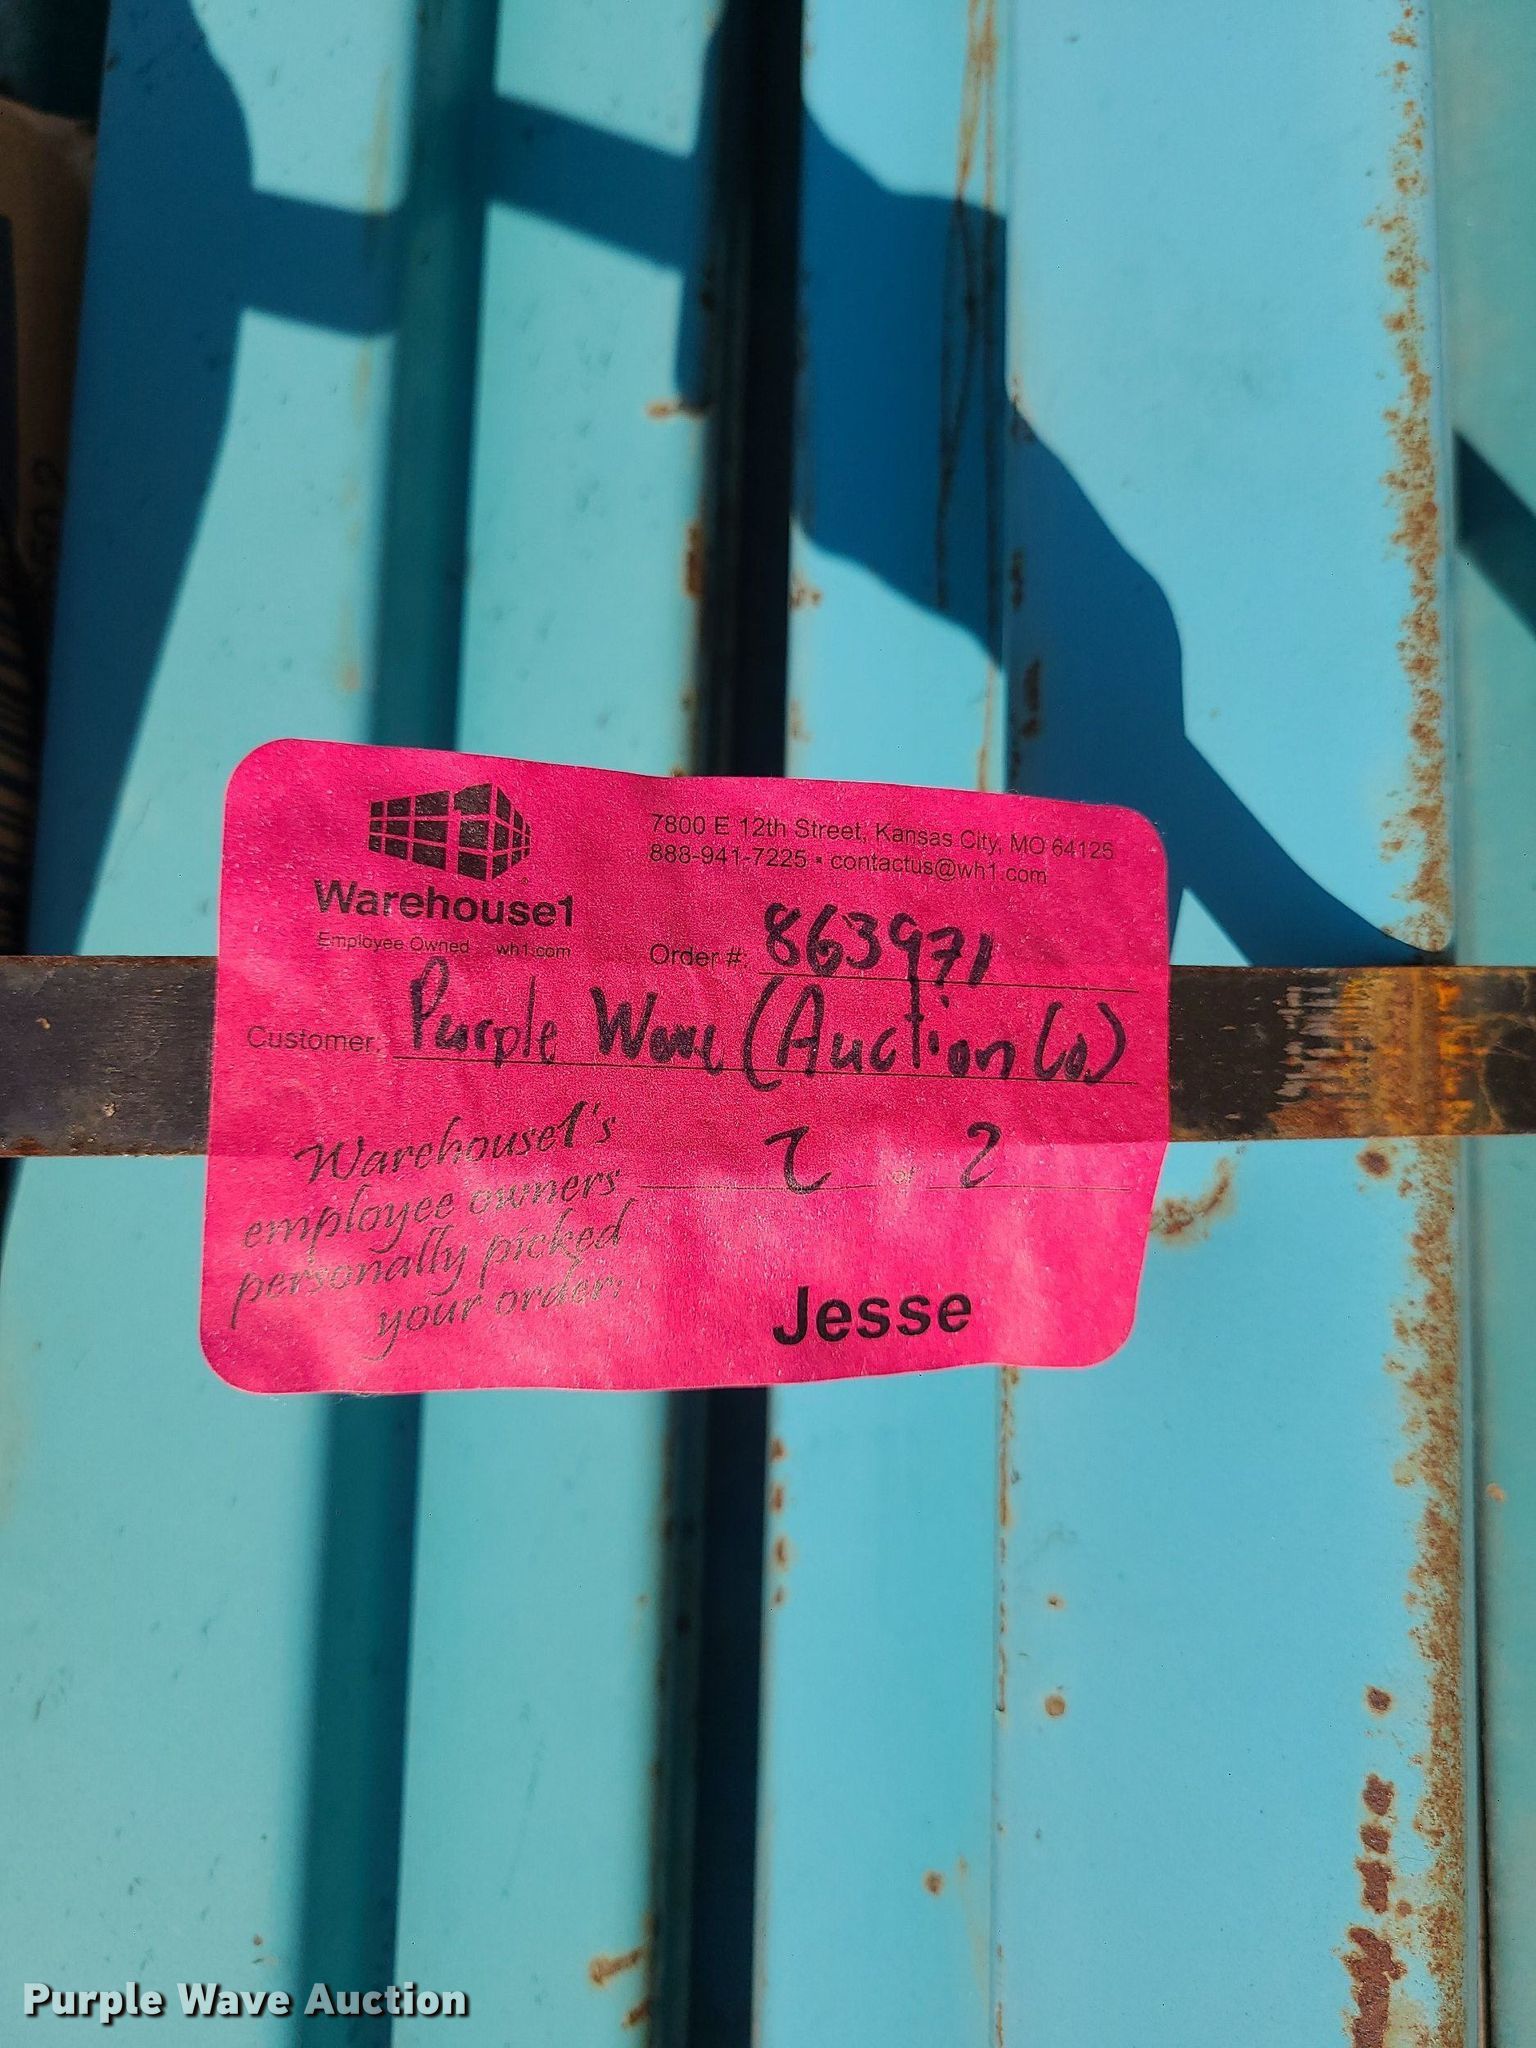 7800 E 12th Street, Kansas City, MO 64125
888-941-7225 • contactus@wh1.com
Warehouse1
Employee Owned wh1.com
Order #: 863971
Customer: Purple Wave (Auction Co.)
Warehouse1's
employee owners
personally picked
your order:
2 of 2
Jesse
Purple Wave Auction